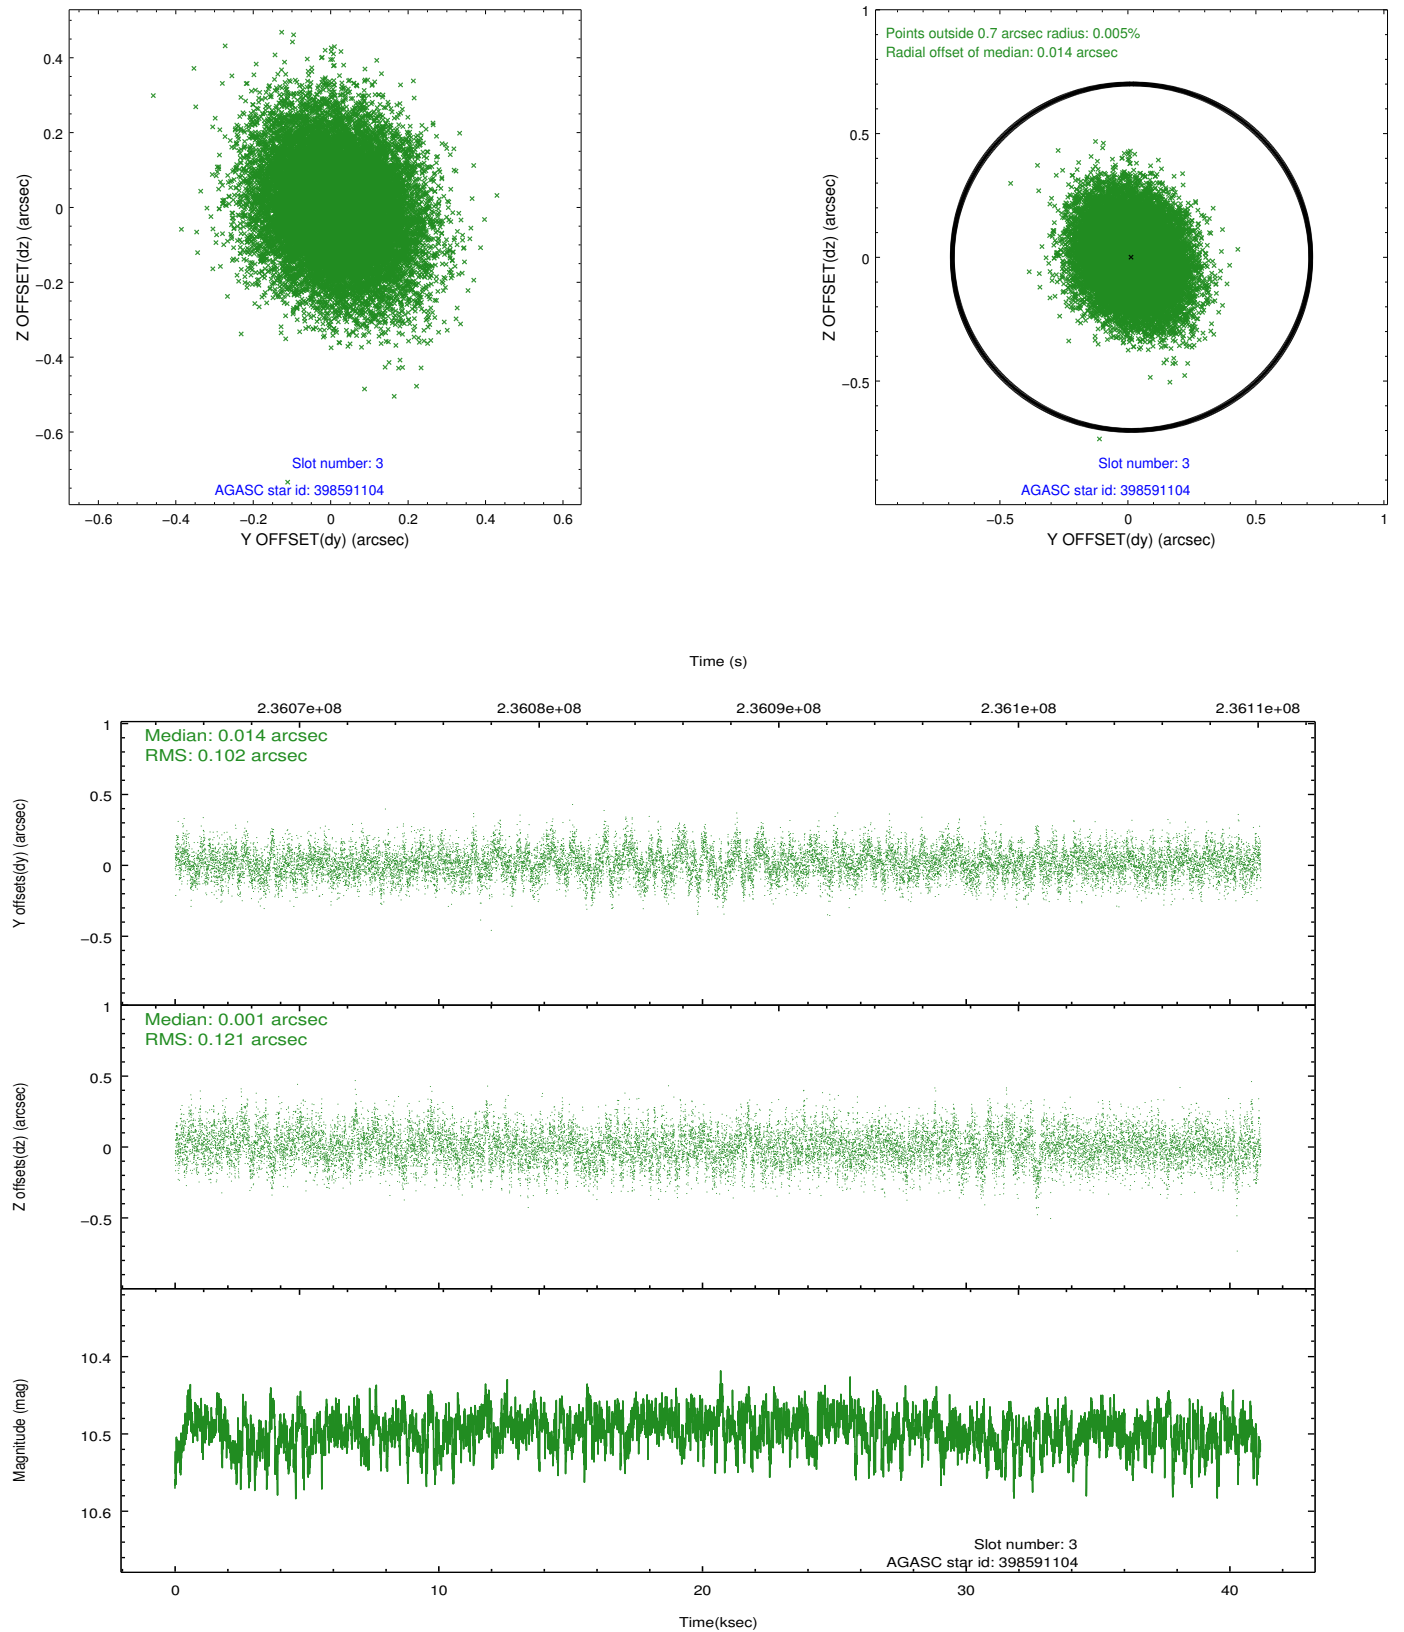 0.4
0.2
0
−0.2
−0.4
−0.6
Z OFFSET(dz) (arcsec)
Slot number: 3
AGASC star id: 398591104
−0.6 −0.4 −0.2 0 0.2 0.4 0.6
Y OFFSET(dy) (arcsec)
1
0.5
0
−0.5
Z OFFSET(dz) (arcsec)
Points outside 0.7 arcsec radius: 0.005%
Radial offset of median: 0.014 arcsec
Slot number: 3
AGASC star id: 398591104
−0.5 0 0.5 1
Y OFFSET(dy) (arcsec)
Time (s)
2.3607e+08 2.3608e+08 2.3609e+08 2.361e+08 2.3611e+08
Median: 0.014 arcsec
RMS: 0.102 arcsec
1
0.5
0
−0.5
Y offsets(dy) (arcsec)
Median: 0.001 arcsec
RMS: 0.121 arcsec
1
0.5
0
−0.5
Z offsets(dz) (arcsec)
10.4
10.5
10.6
Magnitude (mag)
Slot number: 3
AGASC star id: 398591104
0 10 20 30 40
Time(ksec)